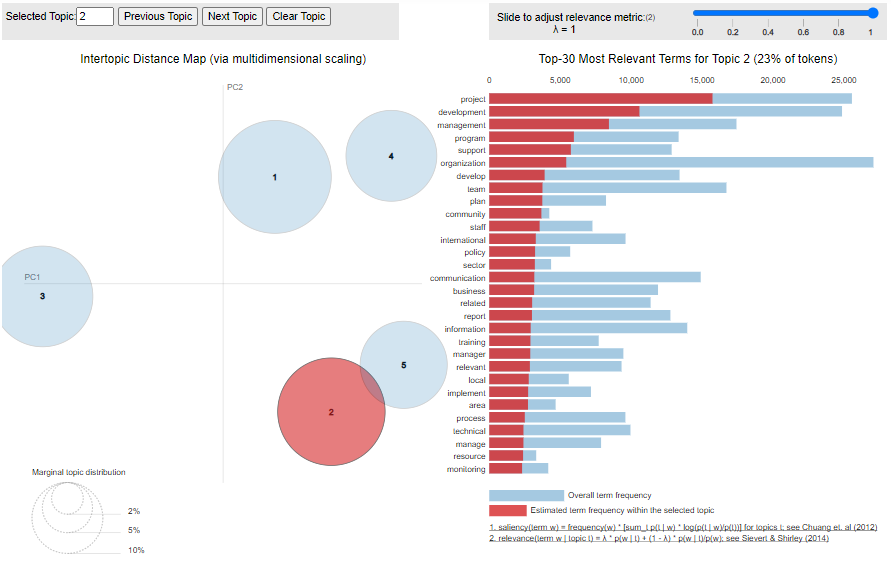 Selected Topic: 2 Previous Topic Next Topic Clear Topic
Slide to adjust relevance metric:(2)
λ = 1
0.0 0.2 0.4 0.6 0.8 1
Intertopic Distance Map (via multidimensional scaling)
PC2
PC1
1
4
3
5
2
Marginal topic distribution
2%
5%
10%
Top-30 Most Relevant Terms for Topic 2 (23% of tokens)
0 5,000 10,000 15,000 20,000 25,000
project
development
management
program
support
organization
develop
team
plan
community
staff
international
policy
sector
communication
business
related
report
information
training
manager
relevant
local
implement
area
process
technical
manage
resource
monitoring
Overall term frequency
Estimated term frequency within the selected topic
1. saliency(term w) = frequency(w) * [sum_t p(t | w) * log(p(t | w)/p(t))] for topics t; see Chuang et. al (2012)
2. relevance(term w | topic t) = λ * p(w | t) + (1 - λ) * p(w | t)/p(w); see Sievert & Shirley (2014)